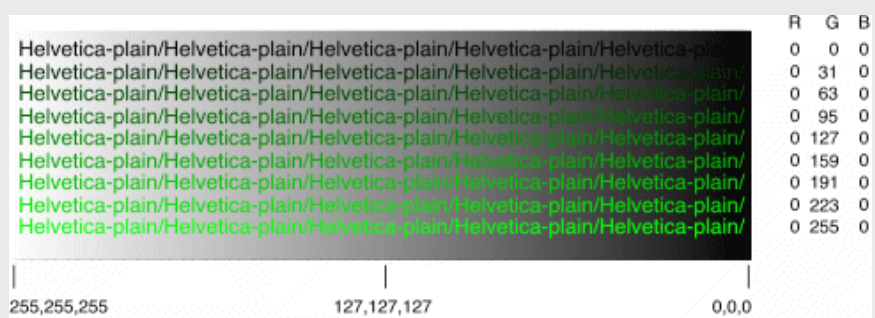 R G B
Helvetica-plain/Helvetica-plain/Helvetica-plain/Helvetica-plain/Helvetica-plain 0 0 0
Helvetica-plain/Helvetica-plain/Helvetica-plain/Helvetica-plain/Helvetica-plain/ 0 31 0
Helvetica-plain/Helvetica-plain/Helvetica-plain/Helvetica-plain/Helvetica-plain/ 0 63 0
Helvetica-plain/Helvetica-plain/Helvetica-plain/Helvetica-plain/Helvetica-plain/ 0 95 0
Helvetica-plain/Helvetica-plain/Helvetica-plain/Helvetica-plain/Helvetica-plain/ 0 127 0
Helvetica-plain/Helvetica-plain/Helvetica-plain/Helvetica-plain/Helvetica-plain/ 0 159 0
Helvetica-plain/Helvetica-plain/Helvetica-plain/Helvetica-plain/Helvetica-plain/ 0 191 0
Helvetica-plain/Helvetica-plain/Helvetica-plain/Helvetica-plain/Helvetica-plain/ 0 223 0
Helvetica-plain/Helvetica-plain/Helvetica-plain/Helvetica-plain/Helvetica-plain/ 0 255 0
255,255,255 127,127,127 0,0,0